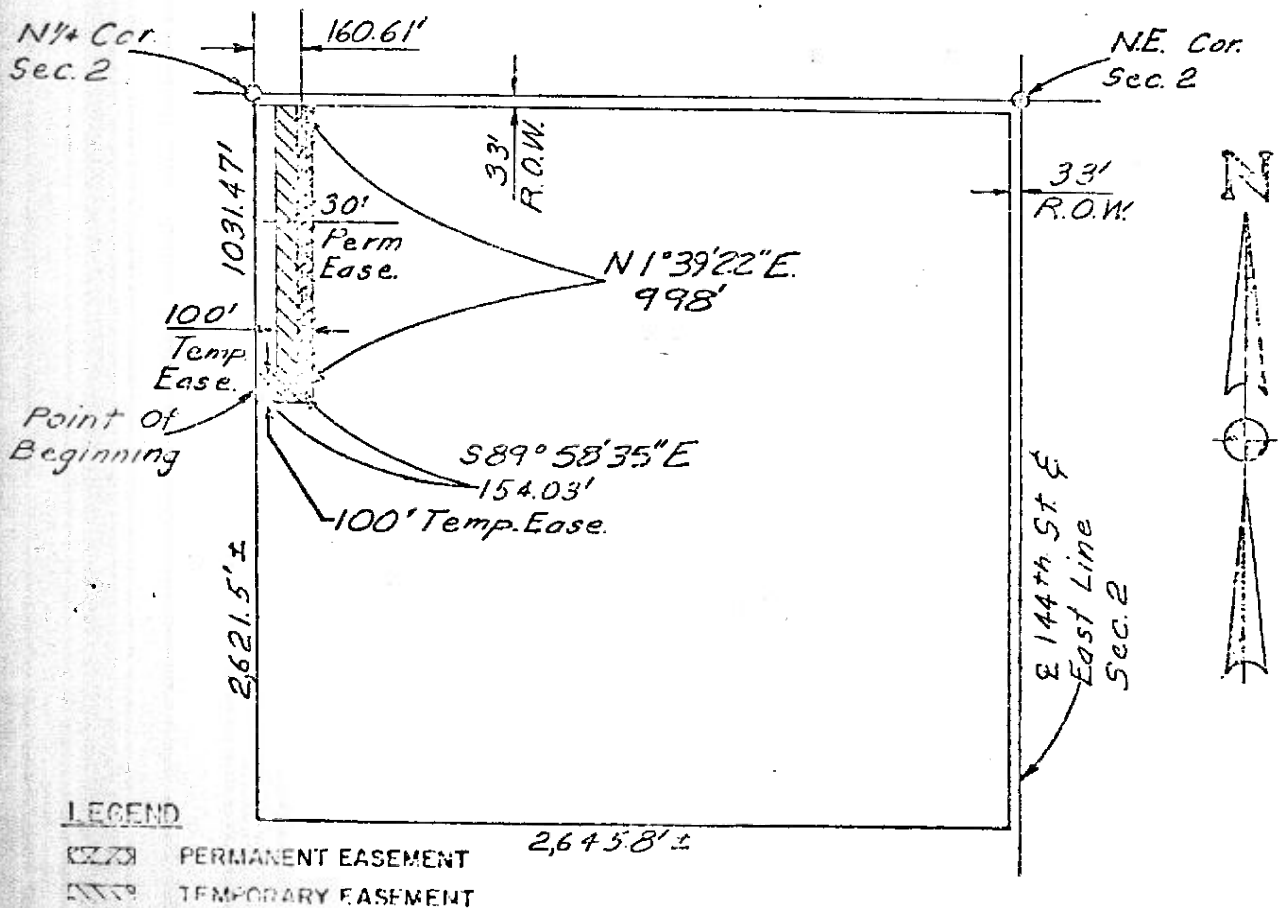 N¼ Cor.
Sec. 2
160.61'
N.E. Cor.
Sec. 2
33'
R.O.W.
33'
R.O.W.
N
1031.47'
30'
Perm
Ease.
N 1°39'22"E.
998'
100'
Temp.
Ease.
Point Of
Beginning
S89°58'35"E
154.03'
100' Temp. Ease.
2,621.5' ±
℄ 144th St. &
East Line
Sec. 2
2,645.8' ±
LEGEND
PERMANENT EASEMENT
TEMPORARY EASEMENT